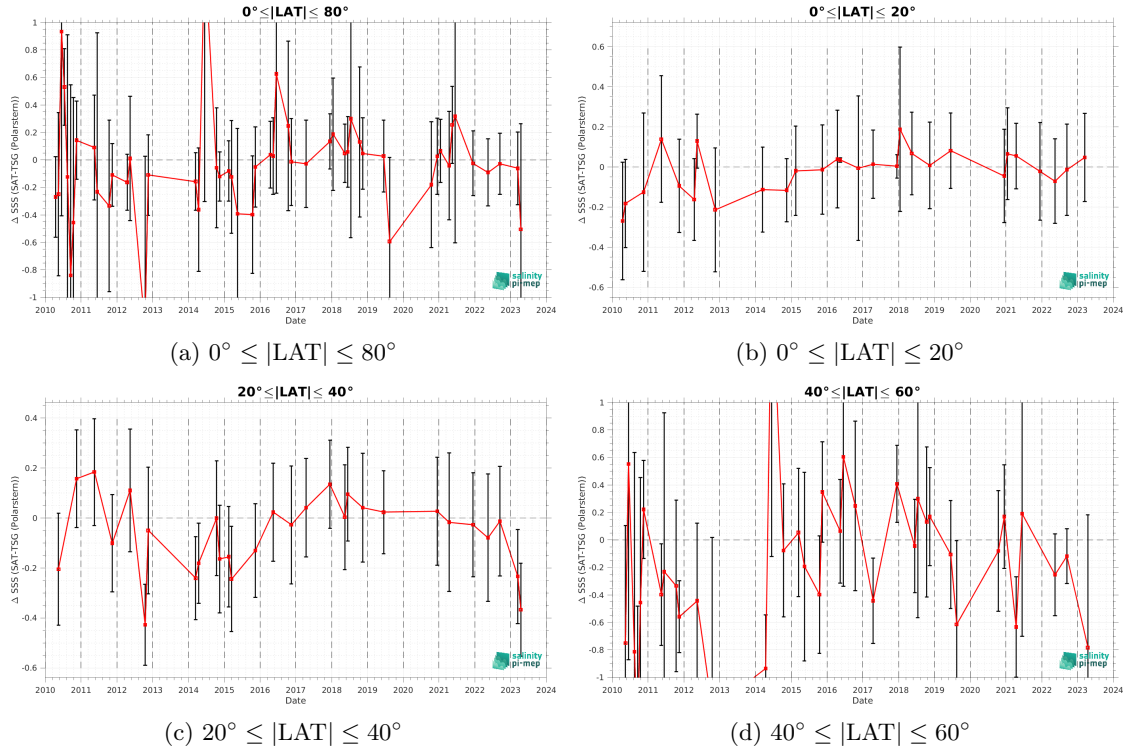 0°≤|LAT|≤ 80°
Δ SSS (SAT-TSG (Polarstern))
1
0.8
0.6
0.4
0.2
0
-0.2
-0.4
-0.6
-0.8
-1
2010 2011 2012 2013 2014 2015 2016 2017 2018 2019 2020 2021 2022 2023 2024
Date
salinity
pi-mep
(a) 0° ≤ |LAT| ≤ 80°
0°≤|LAT|≤ 20°
Δ SSS (SAT-TSG (Polarstern))
0.6
0.4
0.2
0
-0.2
-0.4
-0.6
2010 2011 2012 2013 2014 2015 2016 2017 2018 2019 2020 2021 2022 2023 2024
Date
salinity
pi-mep
(b) 0° ≤ |LAT| ≤ 20°
20°≤|LAT|≤ 40°
Δ SSS (SAT-TSG (Polarstern))
0.4
0.2
0
-0.2
-0.4
-0.6
2010 2011 2012 2013 2014 2015 2016 2017 2018 2019 2020 2021 2022 2023 2024
Date
salinity
pi-mep
(c) 20° ≤ |LAT| ≤ 40°
40°≤|LAT|≤ 60°
Δ SSS (SAT-TSG (Polarstern))
1
0.8
0.6
0.4
0.2
0
-0.2
-0.4
-0.6
-0.8
-1
2010 2011 2012 2013 2014 2015 2016 2017 2018 2019 2020 2021 2022 2023 2024
Date
salinity
pi-mep
(d) 40° ≤ |LAT| ≤ 60°